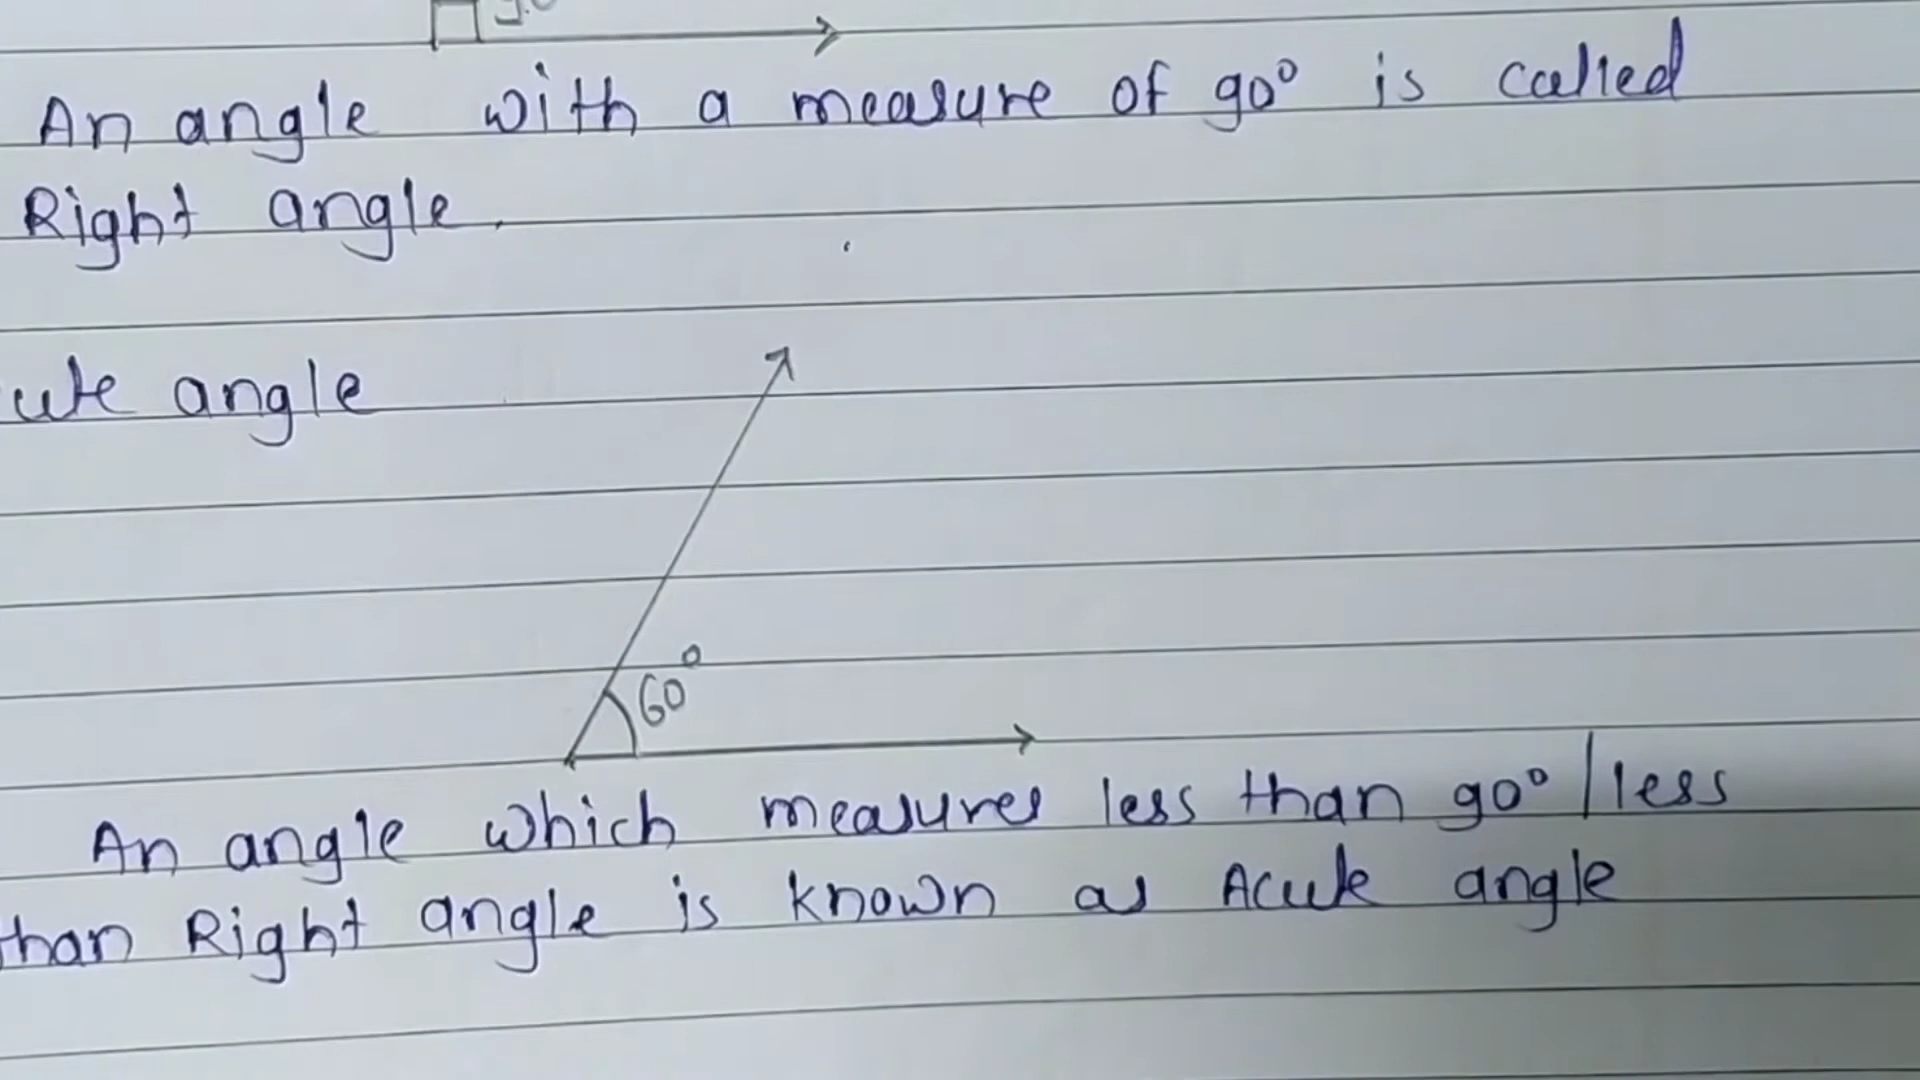 An angle with a measure of 90° is called
Right angle.
ute angle
60°
An angle which measures less than 90° / less
than Right angle is known as Acute angle